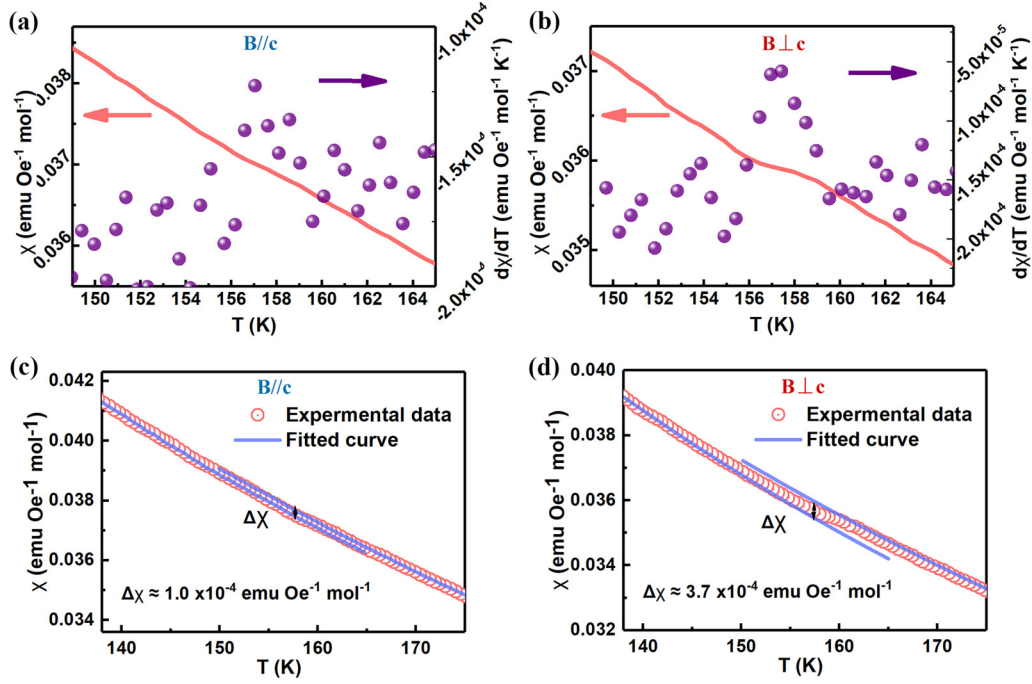 (a)
B//c
χ (emu Oe⁻¹ mol⁻¹)
0.038
0.037
0.036
-1.0x10⁻⁴
-1.5x10⁻⁴
-2.0x10⁻⁴
dχ/dT (emu Oe⁻¹ mol⁻¹ K⁻¹)
150 152 154 156 158 160 162 164
T (K)
(b)
B⊥c
χ (emu Oe⁻¹ mol⁻¹)
0.037
0.036
0.035
-5.0x10⁻⁵
-1.0x10⁻⁴
-1.5x10⁻⁴
-2.0x10⁻⁴
dχ/dT (emu Oe⁻¹ mol⁻¹ K⁻¹)
150 152 154 156 158 160 162 164
T (K)
(c)
B//c
Expermental data
Fitted curve
χ (emu Oe⁻¹ mol⁻¹)
0.042
0.040
0.038
0.036
0.034
Δχ
Δχ ≈ 1.0 x10⁻⁴ emu Oe⁻¹ mol⁻¹
140 150 160 170
T (K)
(d)
B⊥c
Expermental data
Fitted curve
χ (emu Oe⁻¹ mol⁻¹)
0.040
0.038
0.036
0.034
0.032
Δχ
Δχ ≈ 3.7 x10⁻⁴ emu Oe⁻¹ mol⁻¹
140 150 160 170
T (K)